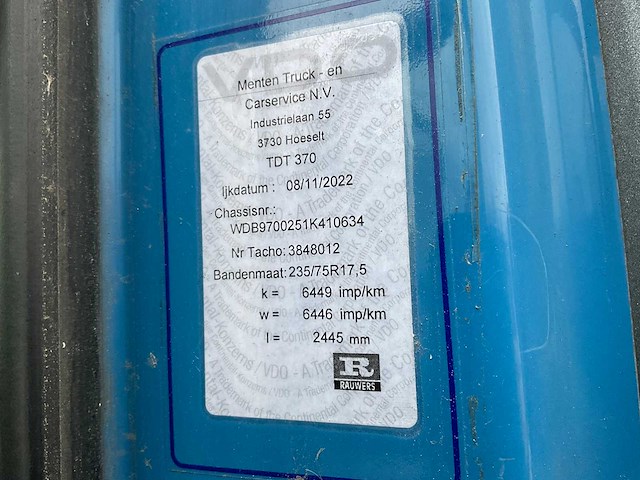 VDO
Menten Truck - en
Carservice N.V.
Industrielaan 55
3730 Hoeselt
TDT 370
Ijkdatum : 08/11/2022
Chassisnr.:
WDB9700251K410634
Nr Tacho: 3848012
Bandenmaat: 235/75R17,5
k = 6449 imp/km
w = 6446 imp/km
l = 2445 mm
R
RAUWERS